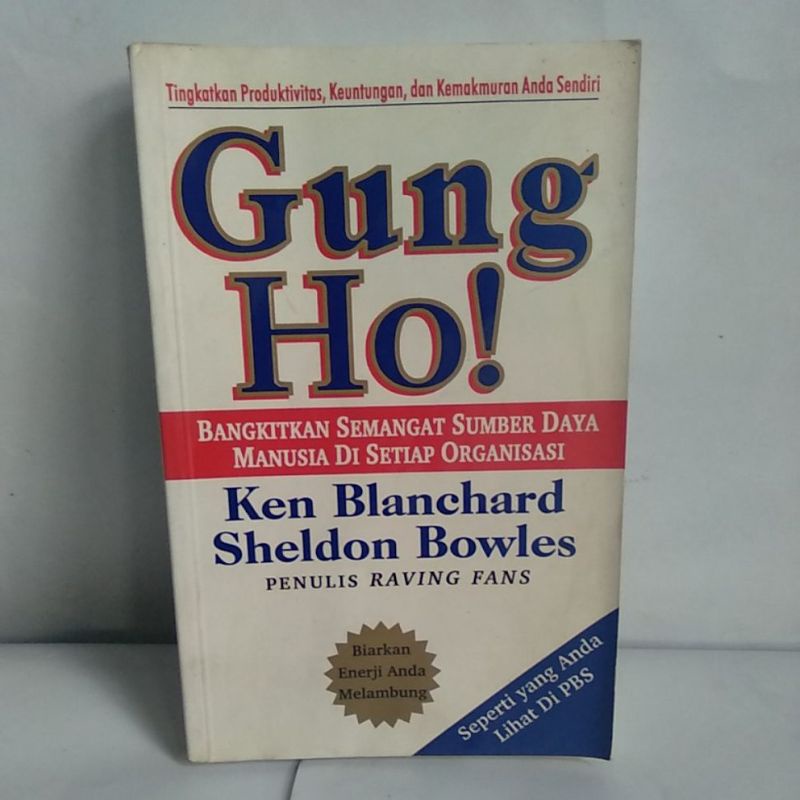 Tingkatkan Produktivitas, Keuntungan, dan Kemakmuran Anda Sendiri
Gung
Ho!
BANGKITKAN SEMANGAT SUMBER DAYA
MANUSIA DI SETIAP ORGANISASI
Ken Blanchard
Sheldon Bowles
PENULIS RAVING FANS
Biarkan
Enerji Anda
Melambung
Seperti yang Anda
Lihat Di PBS